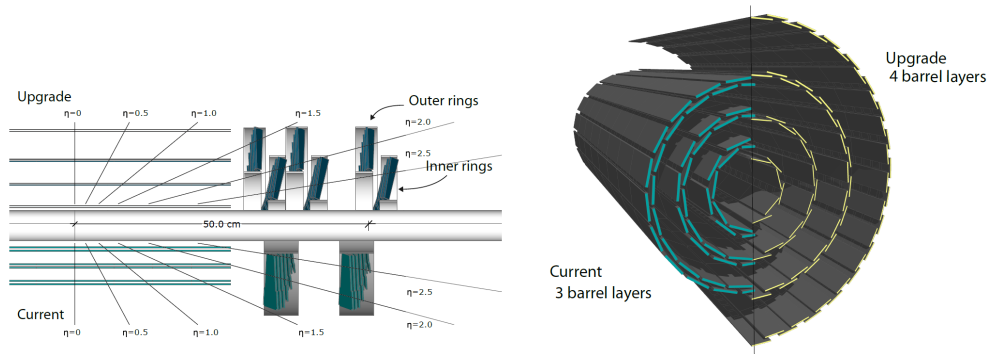 Upgrade
Outer rings
η=0
η=0.5
η=1.0
η=1.5
η=2.0
η=2.5
Inner rings
50.0 cm
Current
η=0
η=0.5
η=1.0
η=1.5
η=2.0
η=2.5
Upgrade
4 barrel layers
Current
3 barrel layers